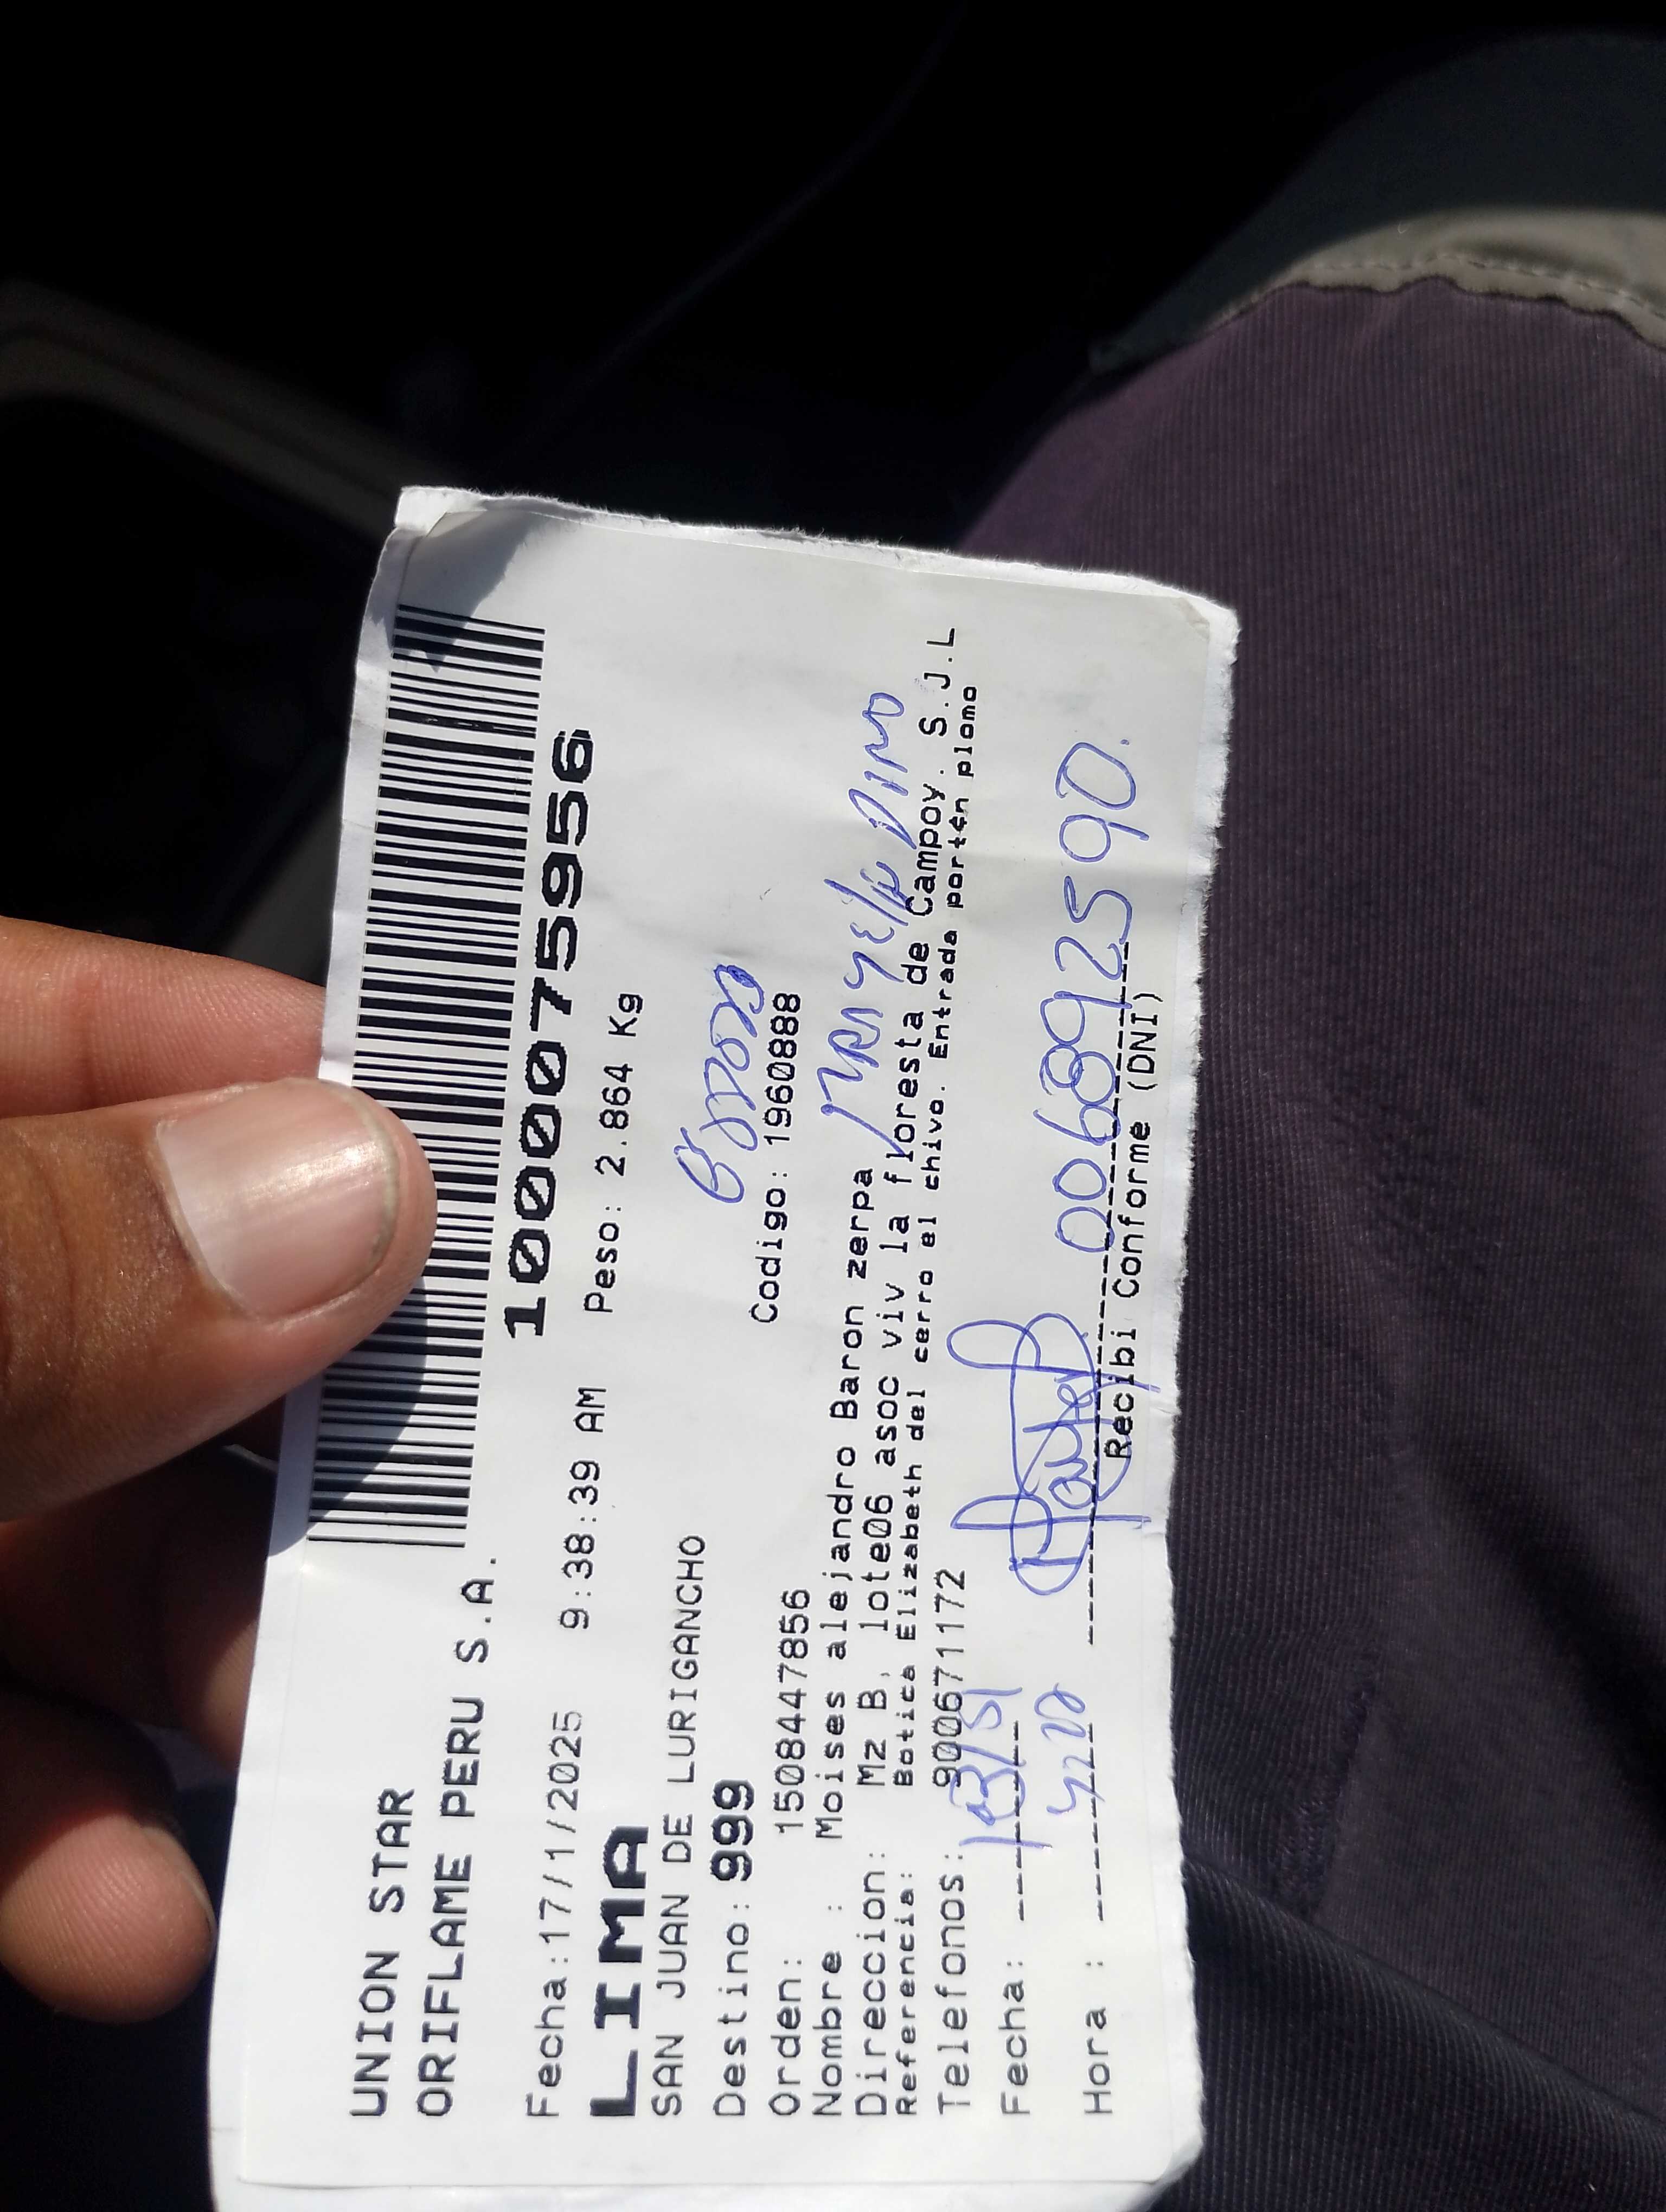 UNION STAR
ORIFLAME PERU S.A.
1000075956
Fecha:17/1/2025 9:38:39 AM Peso: 2.864 Kg
LIMA
SAN JUAN DE LURIGANCHO
Destino: 999
Orden: 1508447856 Codigo: 1960888
Nombre : Moises alejandro Baron zerpa
Direccion: Mz B, lote06 asoc viv la floresta de Campoy. S.J.L
Referencia: Botica Elizabeth del cerro el chivo. Entrada portón plomo
Telefonos: 900671172
Fecha:
006892590.
Hora :
Recibi Conforme (DNI)